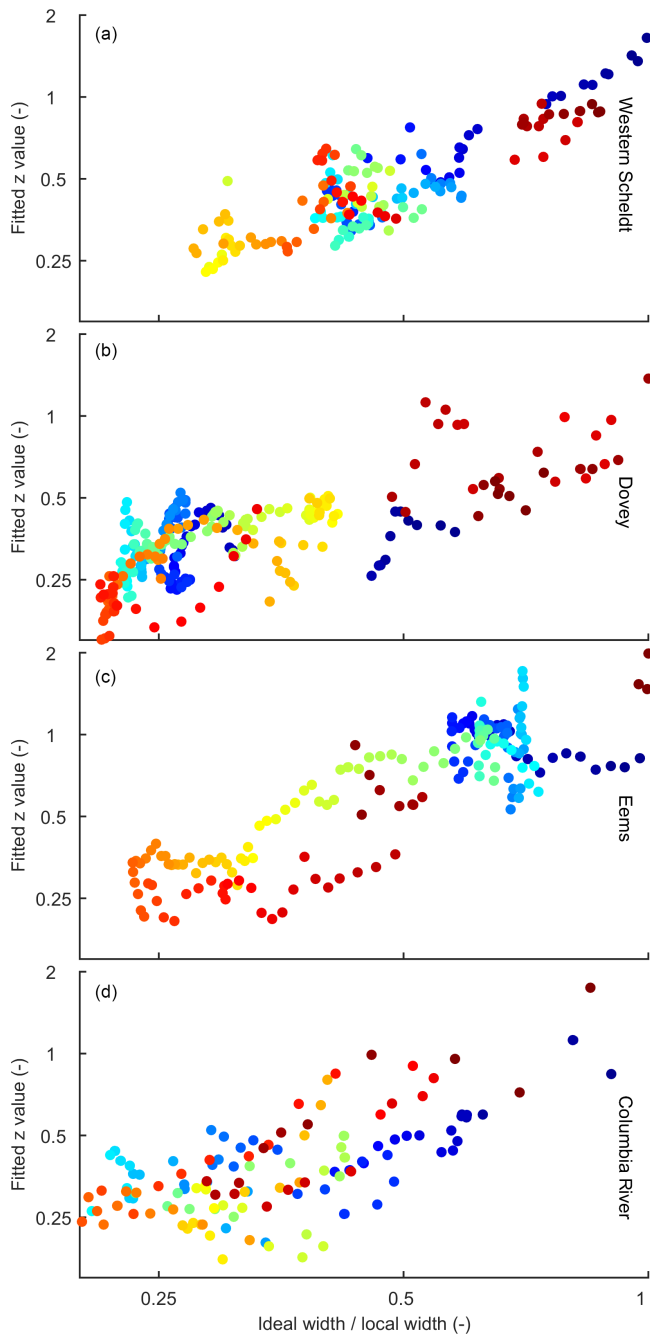 (a)
2
1
0.5
0.25
Fitted z value (-)
Western Scheldt
(b)
2
1
0.5
0.25
Fitted z value (-)
Dovey
(c)
2
1
0.5
0.25
Fitted z value (-)
Eems
(d)
2
1
0.5
0.25
Fitted z value (-)
Columbia River
0.25
0.5
1
Ideal width / local width (-)